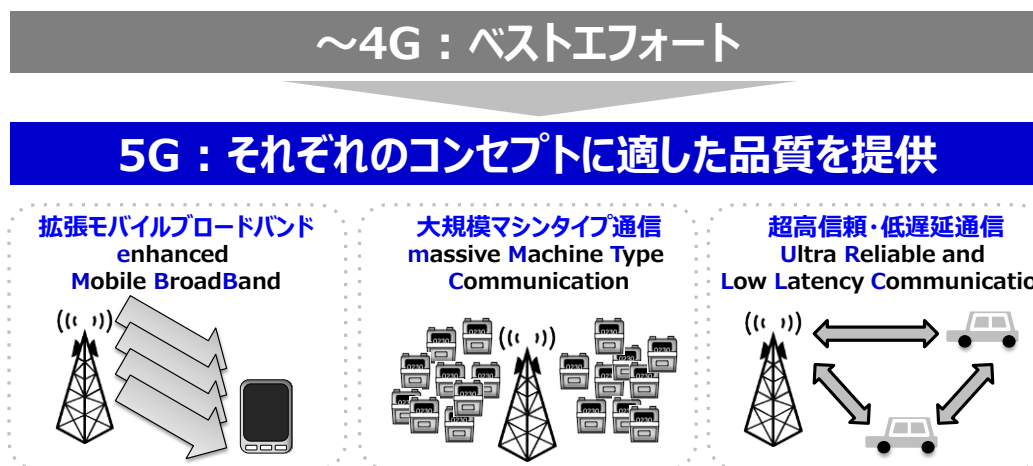 ～4G：ベストエフォート
5G：それぞれのコンセプトに適した品質を提供
拡張モバイルブロードバンド
enhanced
Mobile BroadBand
大規模マシンタイプ通信
massive Machine Type
Communication
超高信頼・低遅延通信
Ultra Reliable and
Low Latency Communicatio